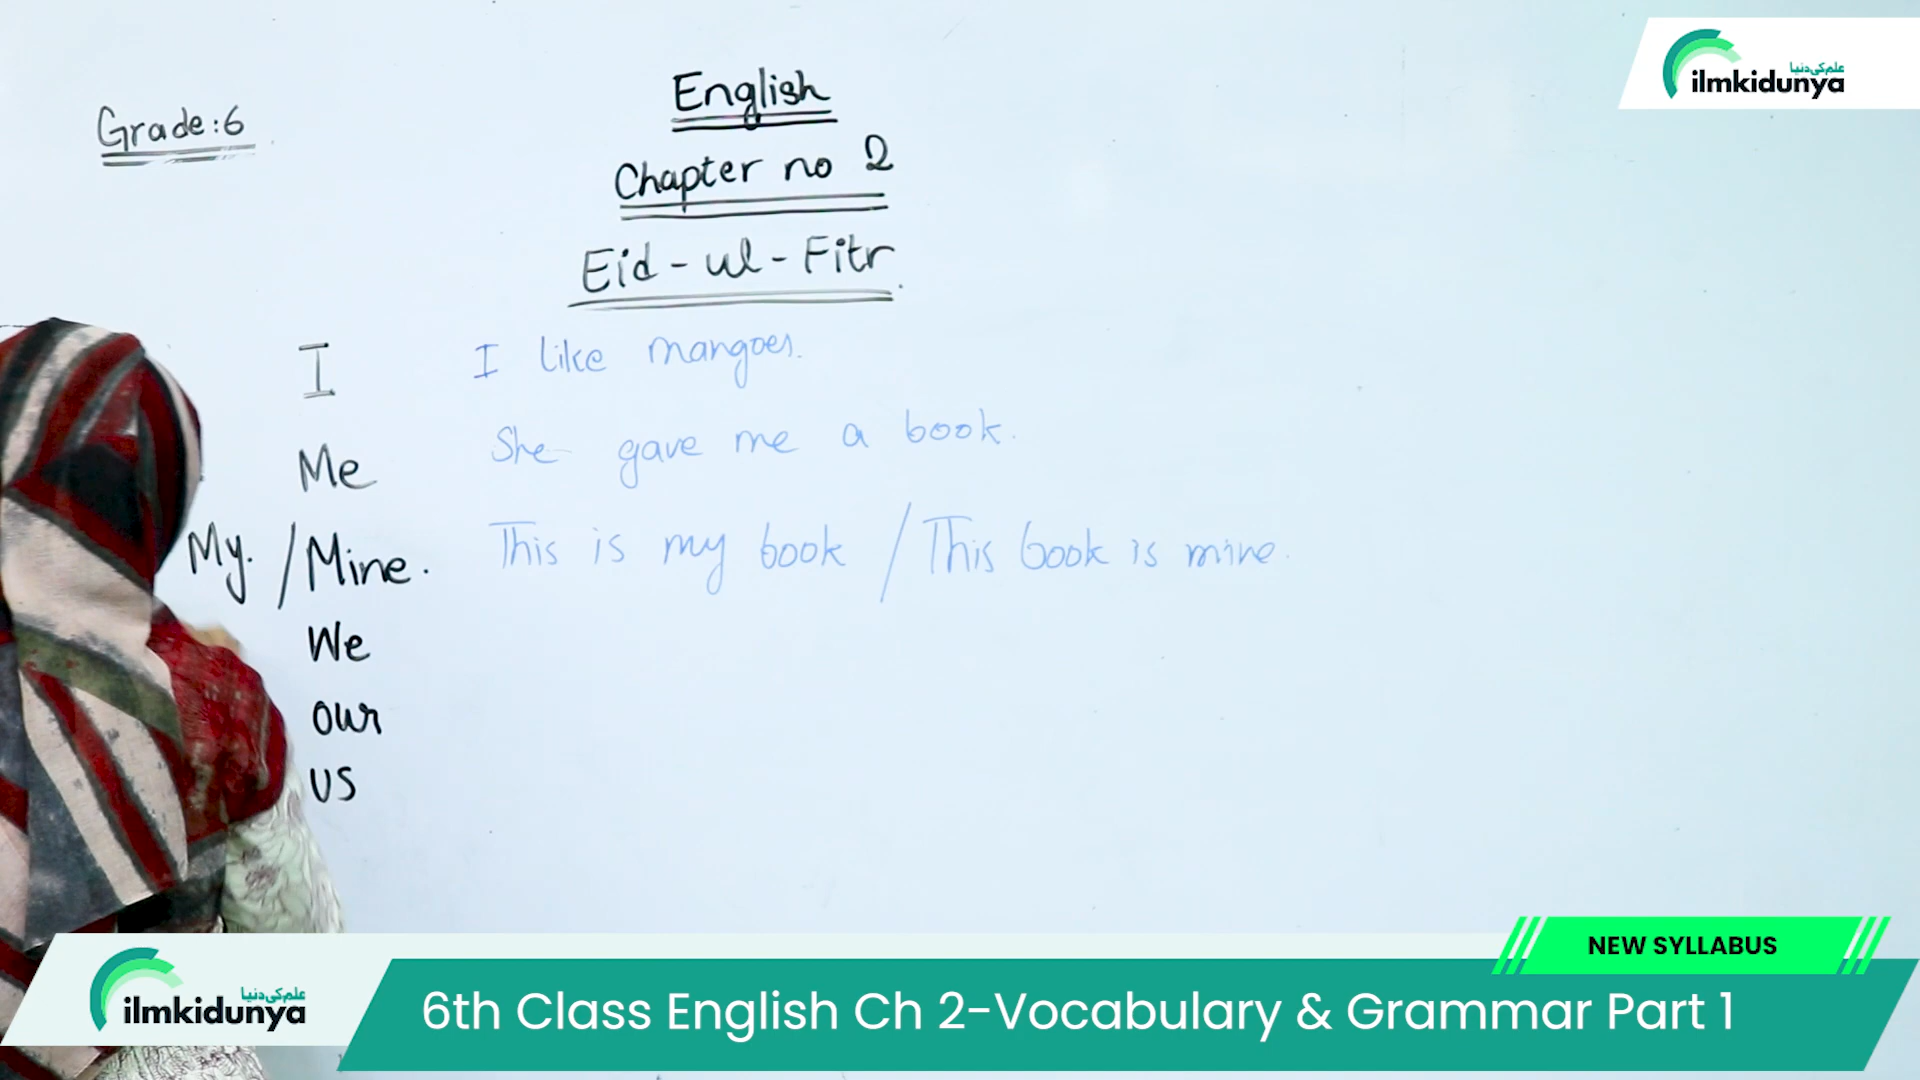 علم کی دنیا
ilmkidunya
English
Grade:6
Chapter no 2
Eid-ul-Fitr.
I I like mangoes.
Me She gave me a book.
My. /Mine. This is my book / This book is mine.
We
our
us
NEW SYLLABUS
علم کی دنیا
ilmkidunya
6th Class English Ch 2-Vocabulary & Grammar Part 1